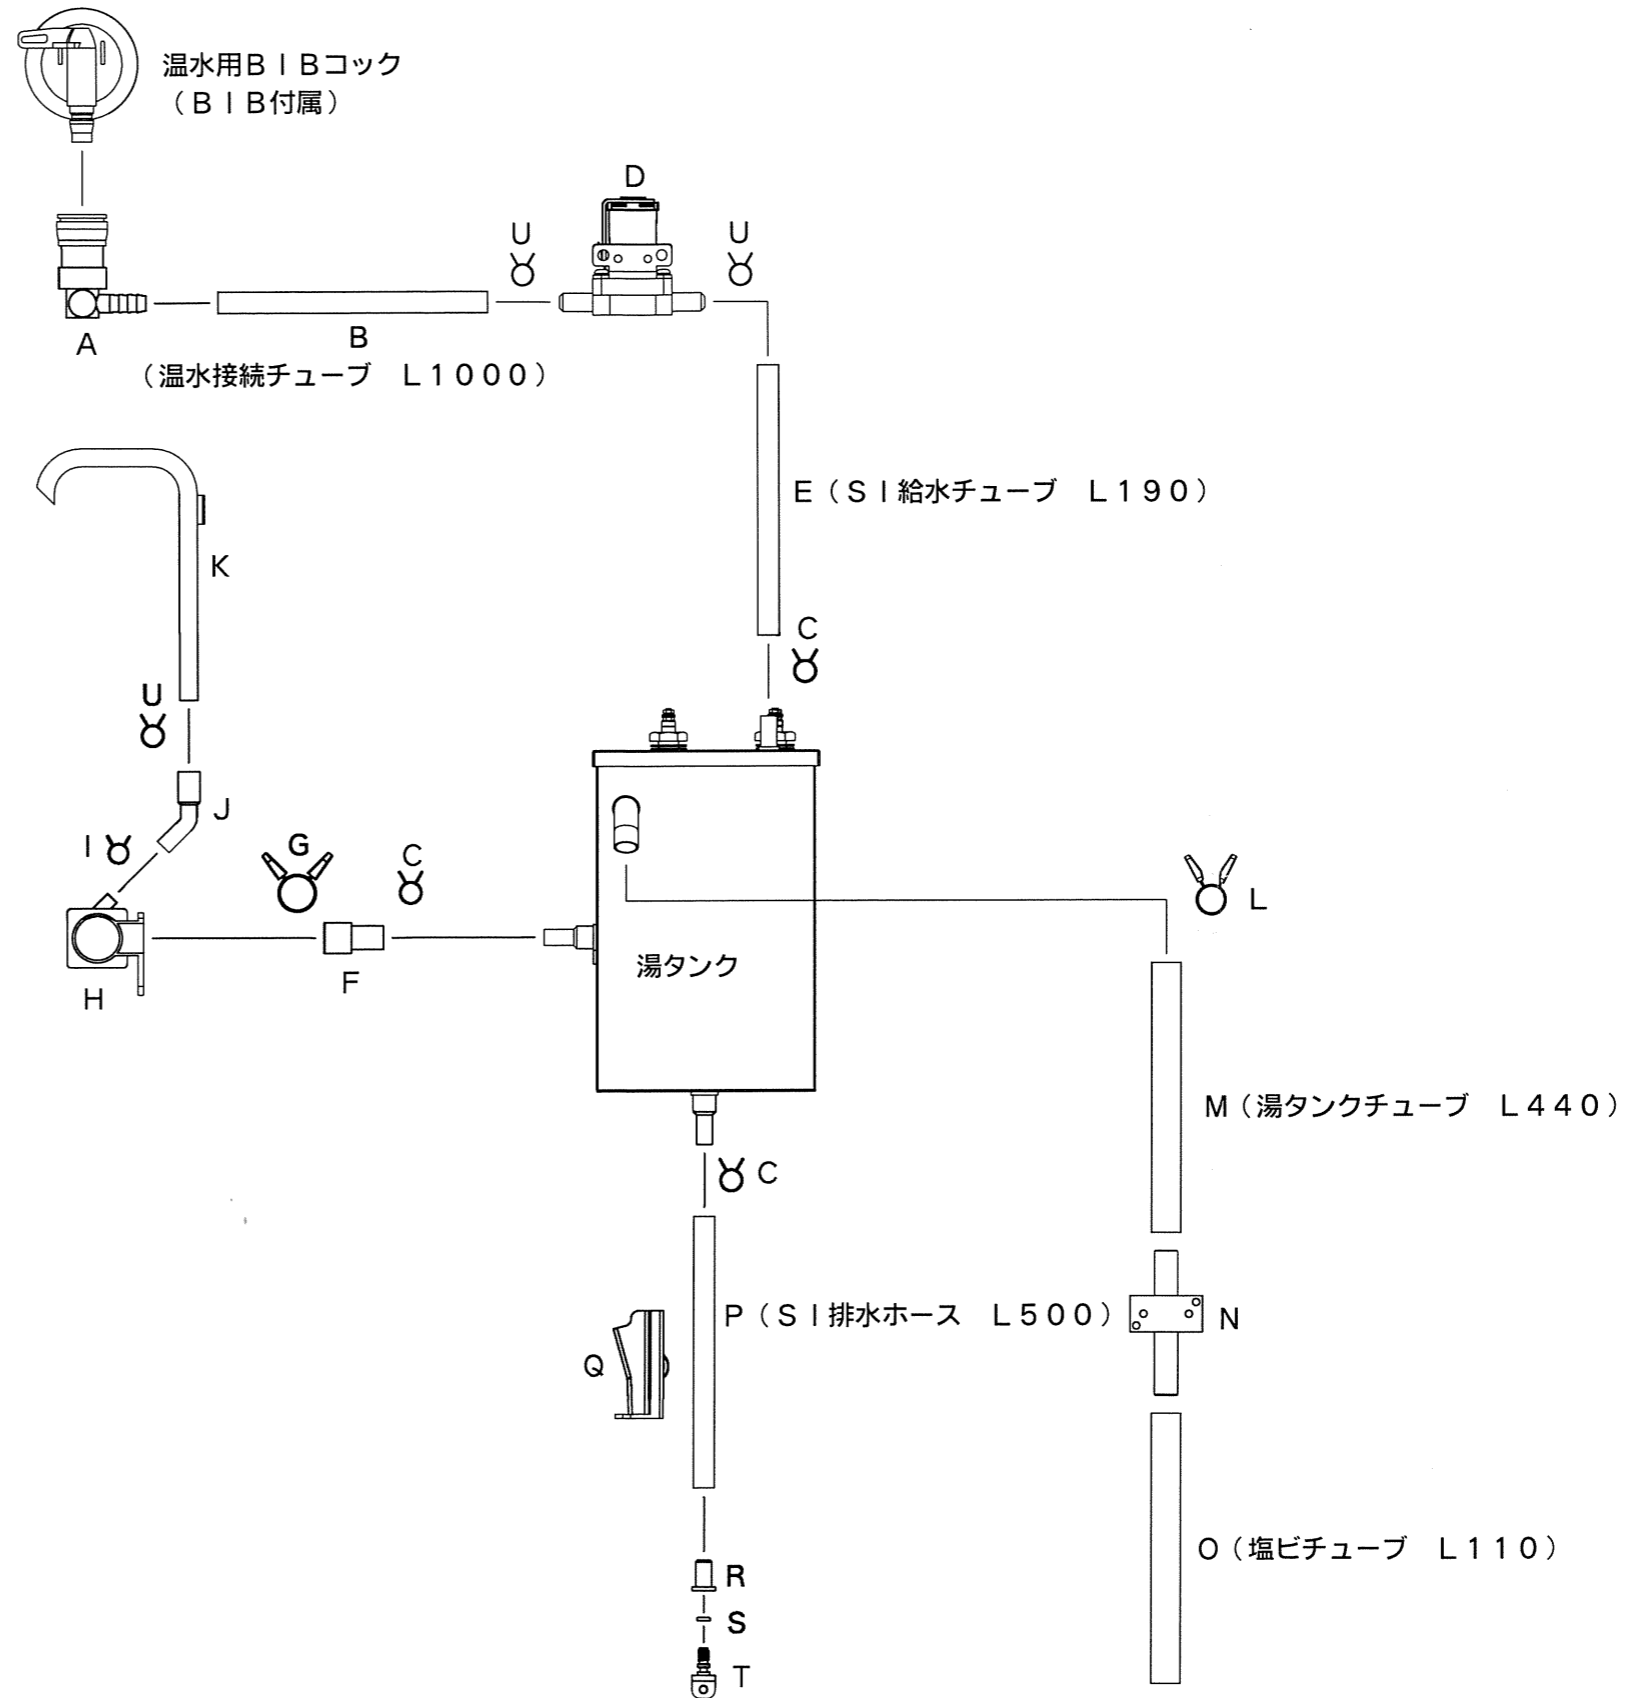 温水用BIBコック
(BIB付属)
D
U
U
A
B
(温水接続チューブ L1000)
E(SI給水チューブ L190)
K
C
U
J
I
G
C
L
湯タンク
F
H
M(湯タンクチューブ L440)
C
P(SI排水ホース L500)
N
Q
O(塩ビチューブ L110)
R
S
T